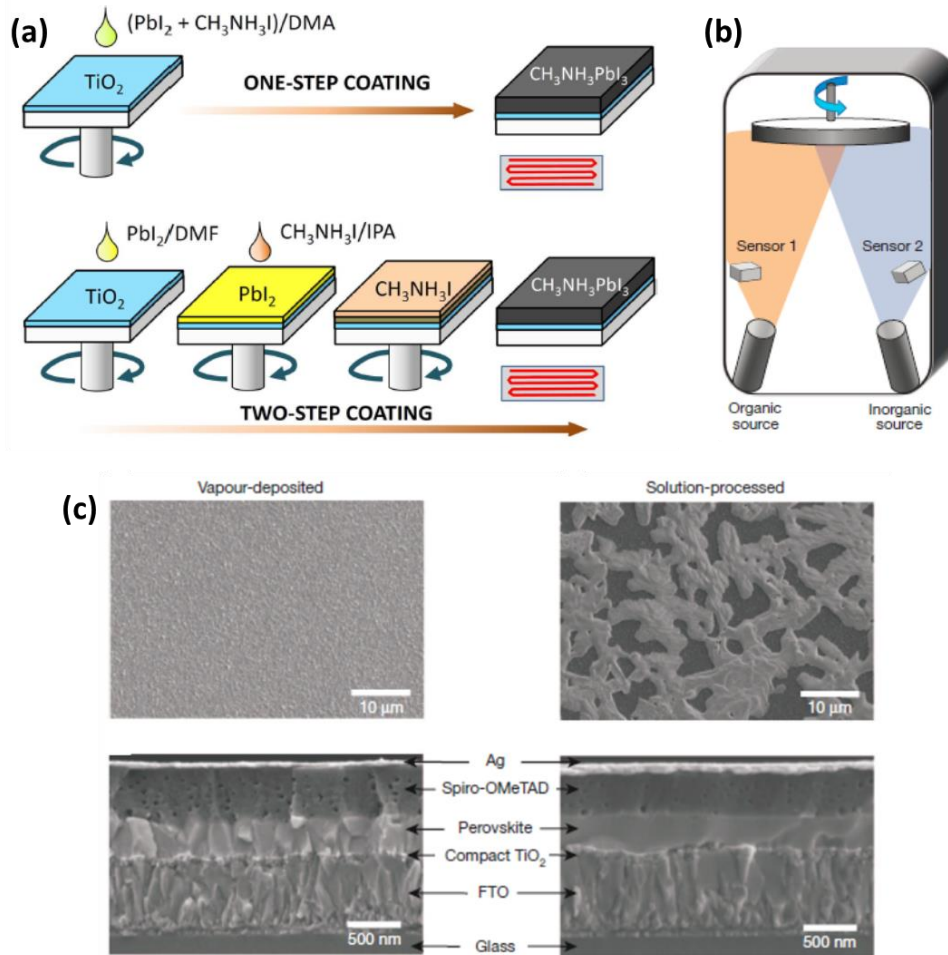 (a)
(PbI₂ + CH₃NH₃I)/DMA
TiO₂
ONE-STEP COATING
CH₃NH₃PbI₃
PbI₂/DMF
CH₃NH₃I/IPA
TiO₂
PbI₂
CH₃NH₃I
CH₃NH₃PbI₃
TWO-STEP COATING
(b)
Sensor 1
Sensor 2
Organic
source
Inorganic
source
(c)
Vapour-deposited
Solution-processed
10 μm
10 μm
Ag
Spiro-OMeTAD
Perovskite
Compact TiO₂
FTO
Glass
500 nm
500 nm